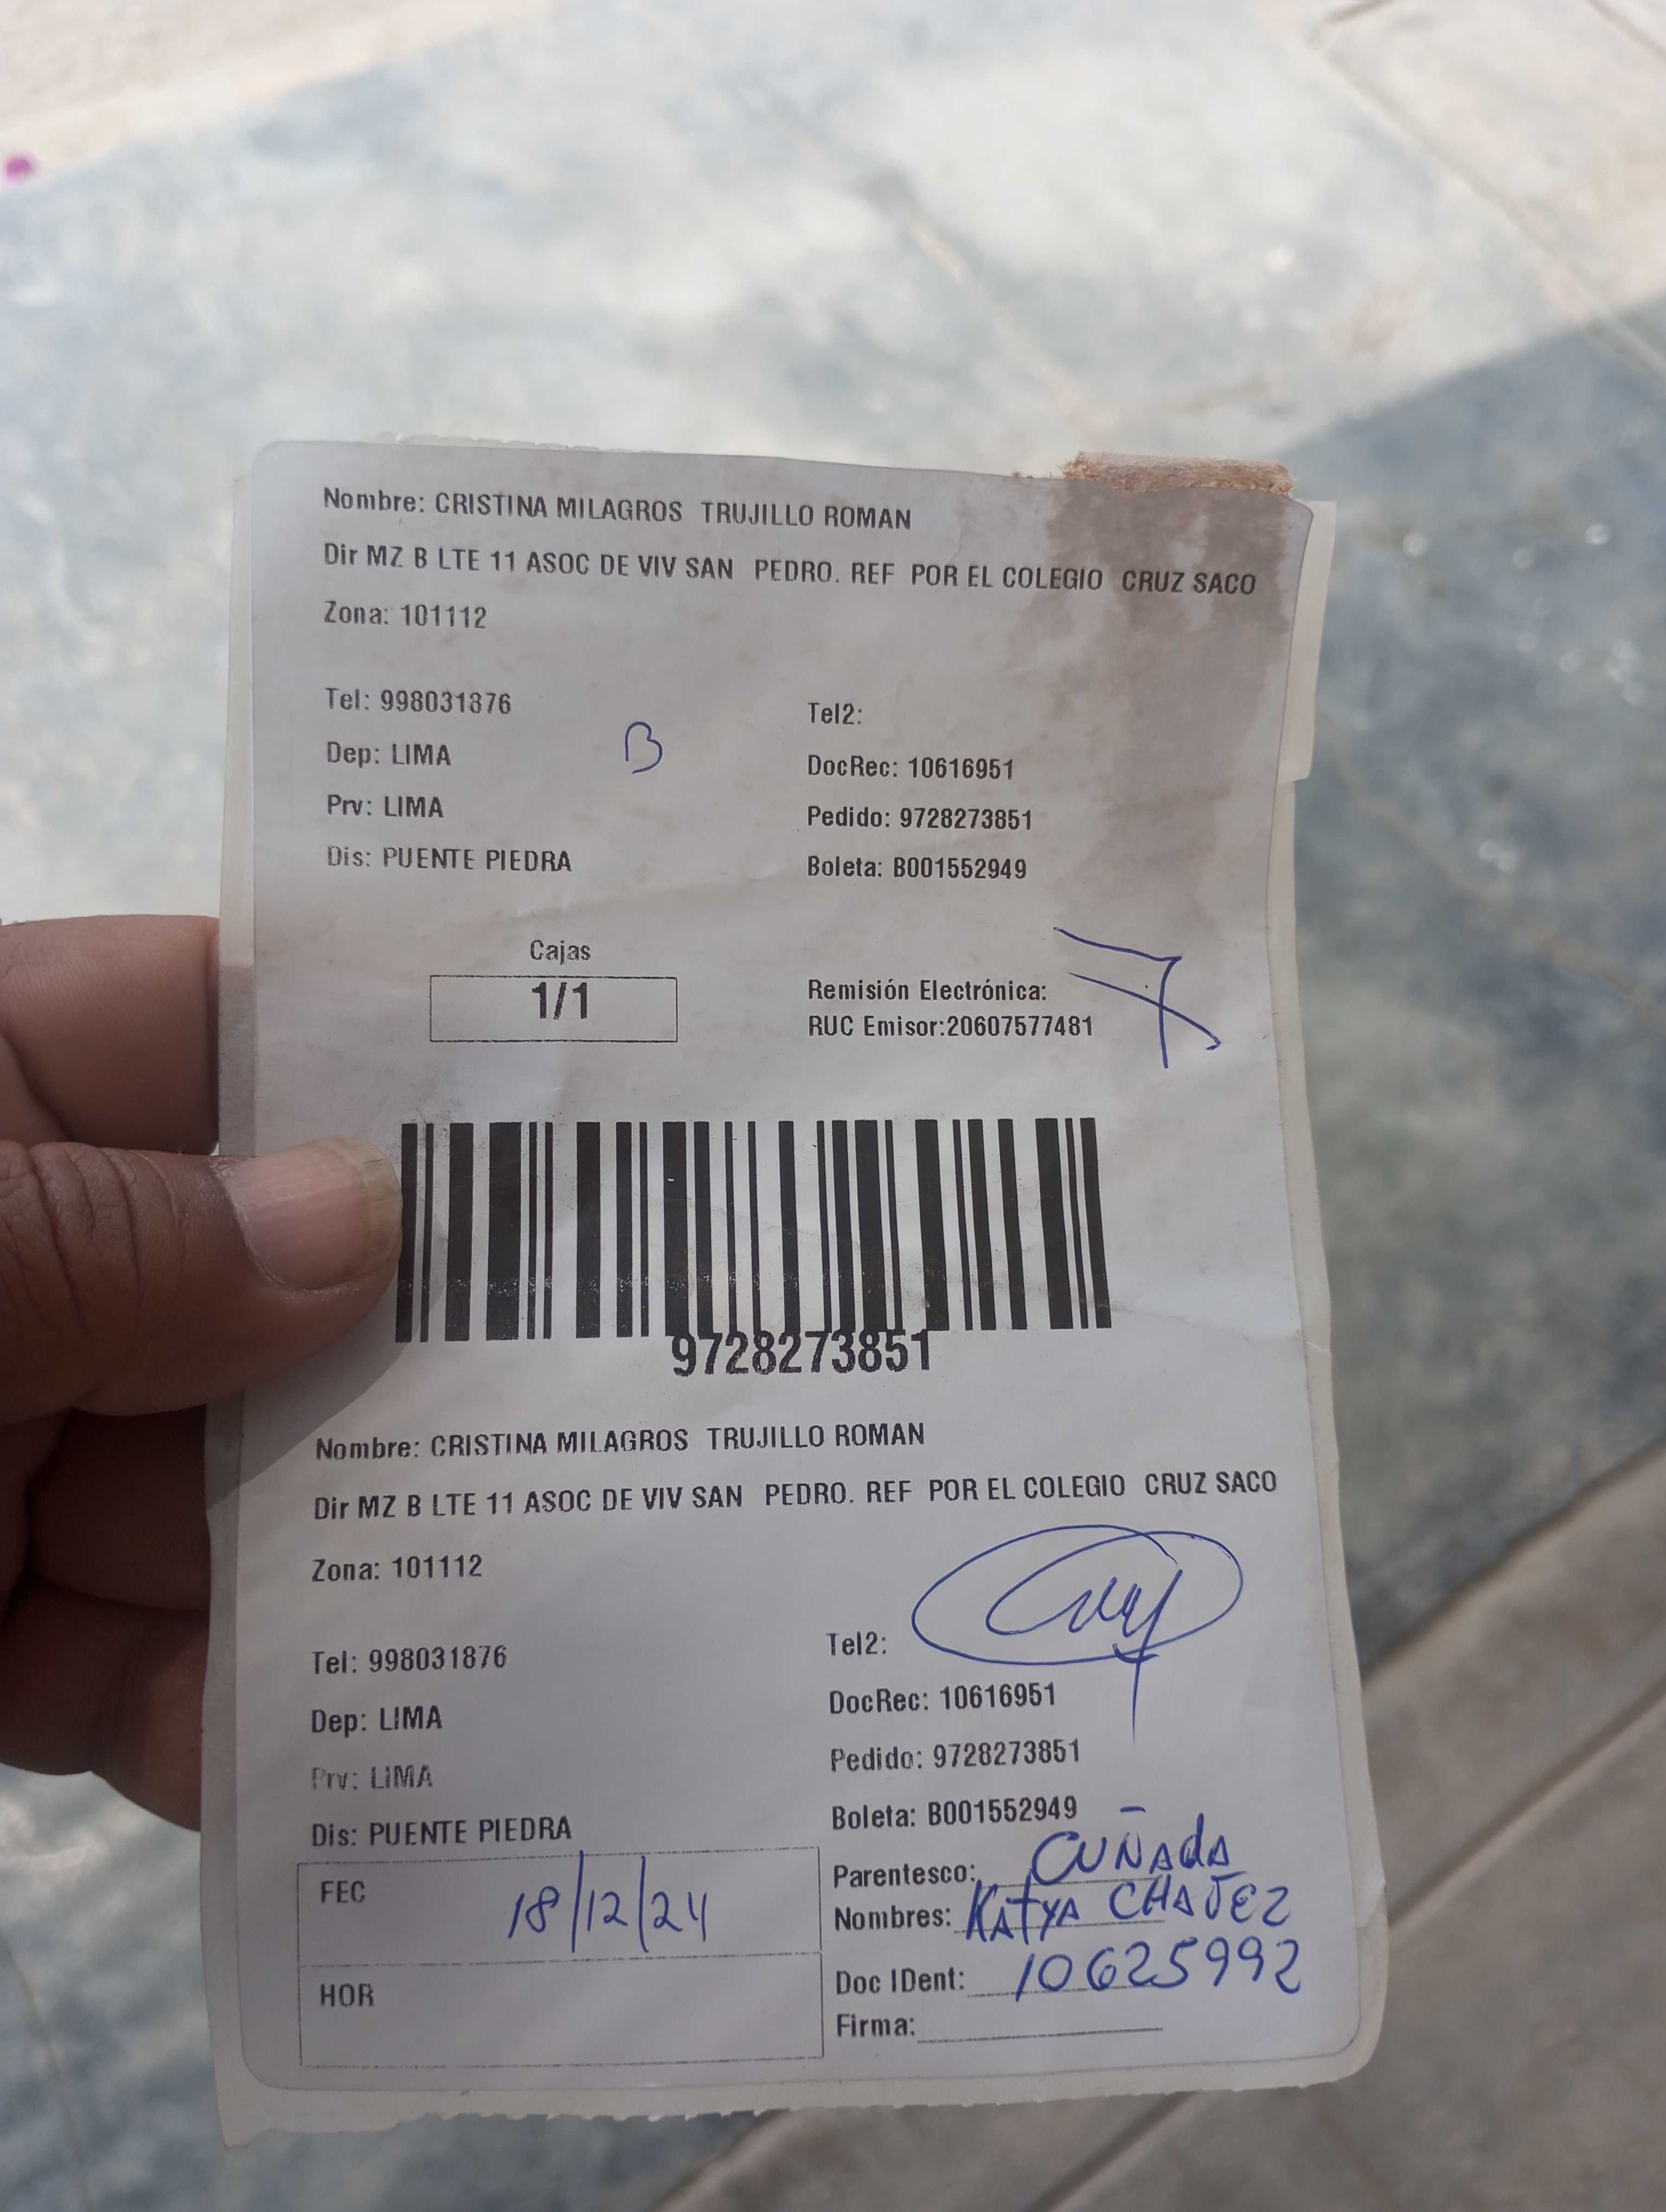 Nombre: CRISTINA MILAGROS TRUJILLO ROMAN
Dir MZ B LTE 11 ASOC DE VIV SAN PEDRO. REF POR EL COLEGIO CRUZ SACO
Zona: 101112
Tel: 998031876
Tel2:
B
Dep: LIMA
DocRec: 10616951
Prv: LIMA
Pedido: 9728273851
Dis: PUENTE PIEDRA
Boleta: B001552949
Cajas
1/1
Remisión Electrónica:
RUC Emisor:20607577481
7
9728273851
Nombre: CRISTINA MILAGROS TRUJILLO ROMAN
Dir MZ B LTE 11 ASOC DE VIV SAN PEDRO. REF POR EL COLEGIO CRUZ SACO
Zona: 101112
Tel: 998031876
Tel2:
Dep: LIMA
DocRec: 10616951
Prv: LIMA
Pedido: 9728273851
Dis: PUENTE PIEDRA
Boleta: B001552949
FEC 18/12/24
HOR
Parentesco: CUÑADA
Nombres: KATYA CHAVEZ
Doc IDent: 10625992
Firma: